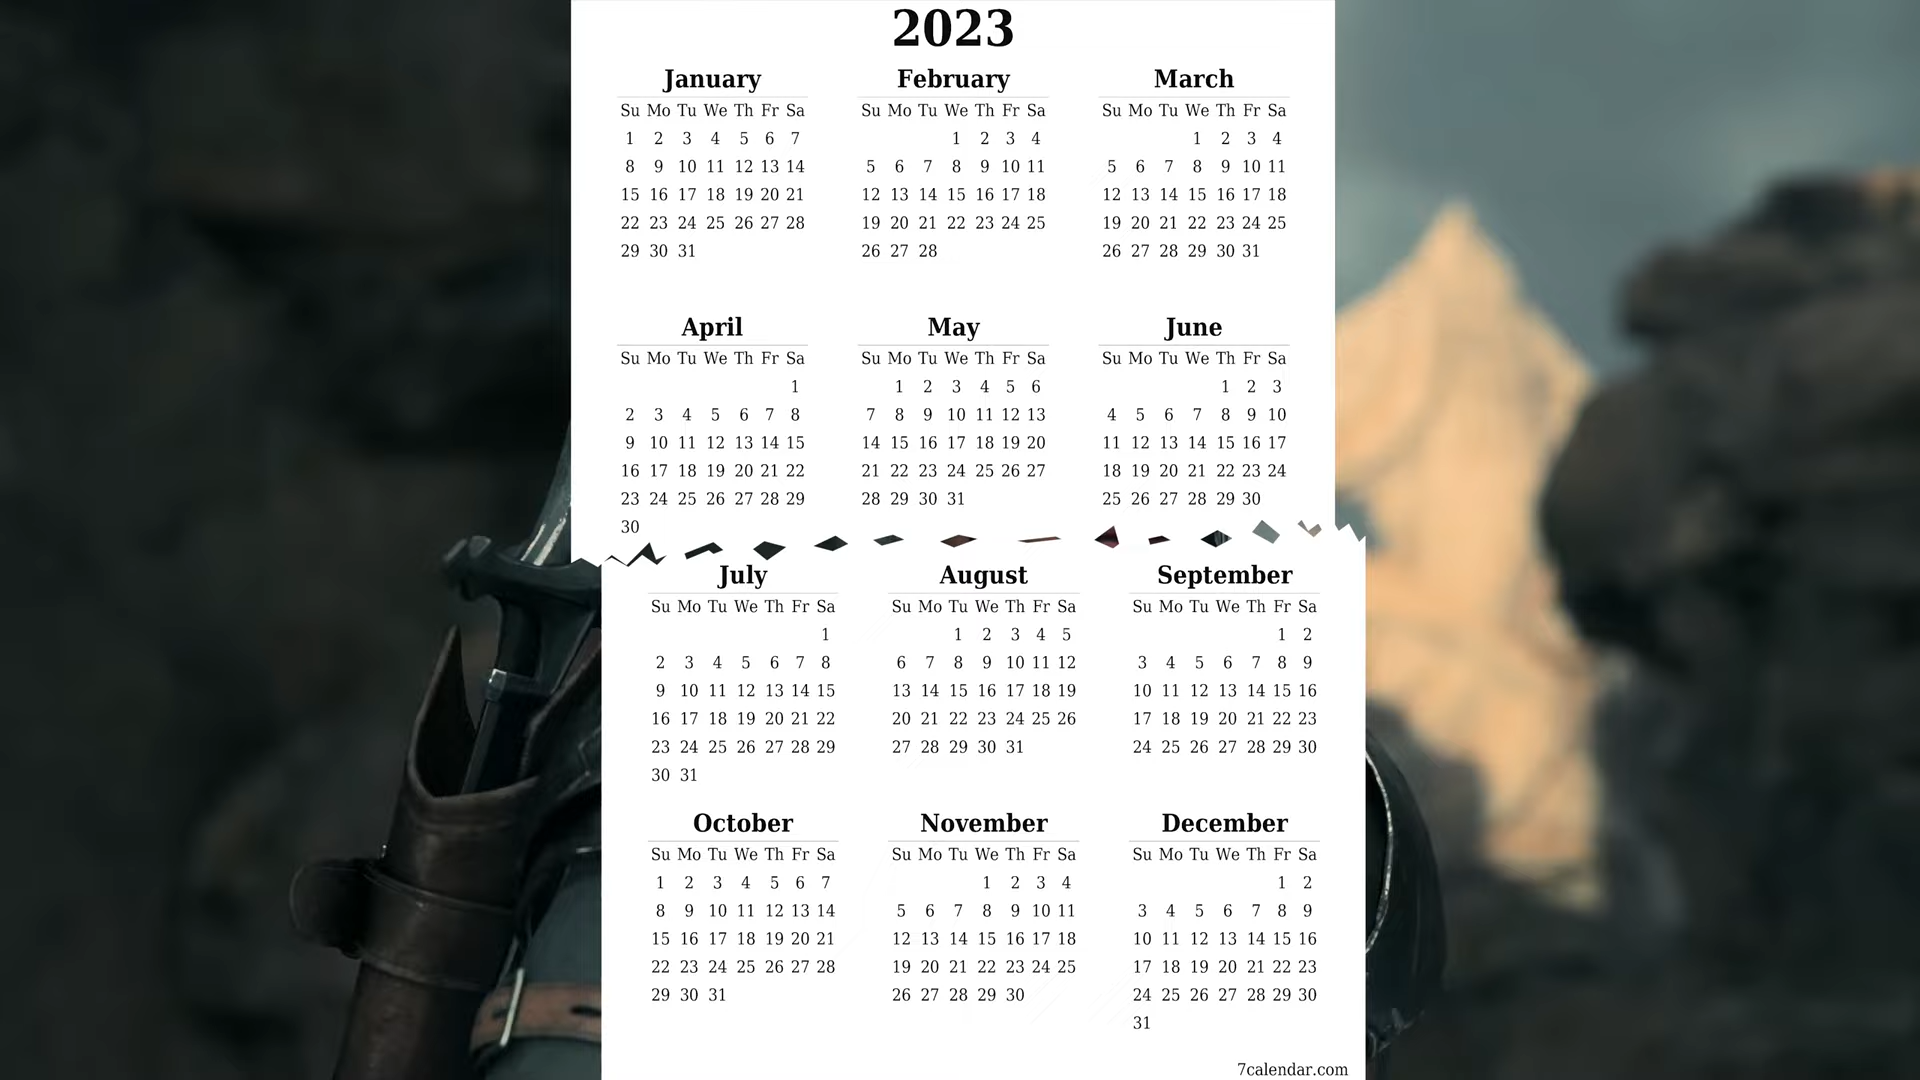 2023
January February March
Su Mo Tu We Th Fr Sa Su Mo Tu We Th Fr Sa Su Mo Tu We Th Fr Sa
1 2 3 4 5 6 7 1 2 3 4 1 2 3 4
8 9 10 11 12 13 14 5 6 7 8 9 10 11 5 6 7 8 9 10 11
15 16 17 18 19 20 21 12 13 14 15 16 17 18 12 13 14 15 16 17 18
22 23 24 25 26 27 28 19 20 21 22 23 24 25 19 20 21 22 23 24 25
29 30 31 26 27 28 26 27 28 29 30 31
April May June
Su Mo Tu We Th Fr Sa Su Mo Tu We Th Fr Sa Su Mo Tu We Th Fr Sa
1 1 2 3 4 5 6 1 2 3
2 3 4 5 6 7 8 7 8 9 10 11 12 13 4 5 6 7 8 9 10
9 10 11 12 13 14 15 14 15 16 17 18 19 20 11 12 13 14 15 16 17
16 17 18 19 20 21 22 21 22 23 24 25 26 27 18 19 20 21 22 23 24
23 24 25 26 27 28 29 28 29 30 31 25 26 27 28 29 30
30
July August September
Su Mo Tu We Th Fr Sa Su Mo Tu We Th Fr Sa Su Mo Tu We Th Fr Sa
1 1 2 3 4 5 1 2
2 3 4 5 6 7 8 6 7 8 9 10 11 12 3 4 5 6 7 8 9
9 10 11 12 13 14 15 13 14 15 16 17 18 19 10 11 12 13 14 15 16
16 17 18 19 20 21 22 20 21 22 23 24 25 26 17 18 19 20 21 22 23
23 24 25 26 27 28 29 27 28 29 30 31 24 25 26 27 28 29 30
30 31
October November December
Su Mo Tu We Th Fr Sa Su Mo Tu We Th Fr Sa Su Mo Tu We Th Fr Sa
1 2 3 4 5 6 7 1 2 3 4 1 2
8 9 10 11 12 13 14 5 6 7 8 9 10 11 3 4 5 6 7 8 9
15 16 17 18 19 20 21 12 13 14 15 16 17 18 10 11 12 13 14 15 16
22 23 24 25 26 27 28 19 20 21 22 23 24 25 17 18 19 20 21 22 23
29 30 31 26 27 28 29 30 24 25 26 27 28 29 30
31
7calendar.com